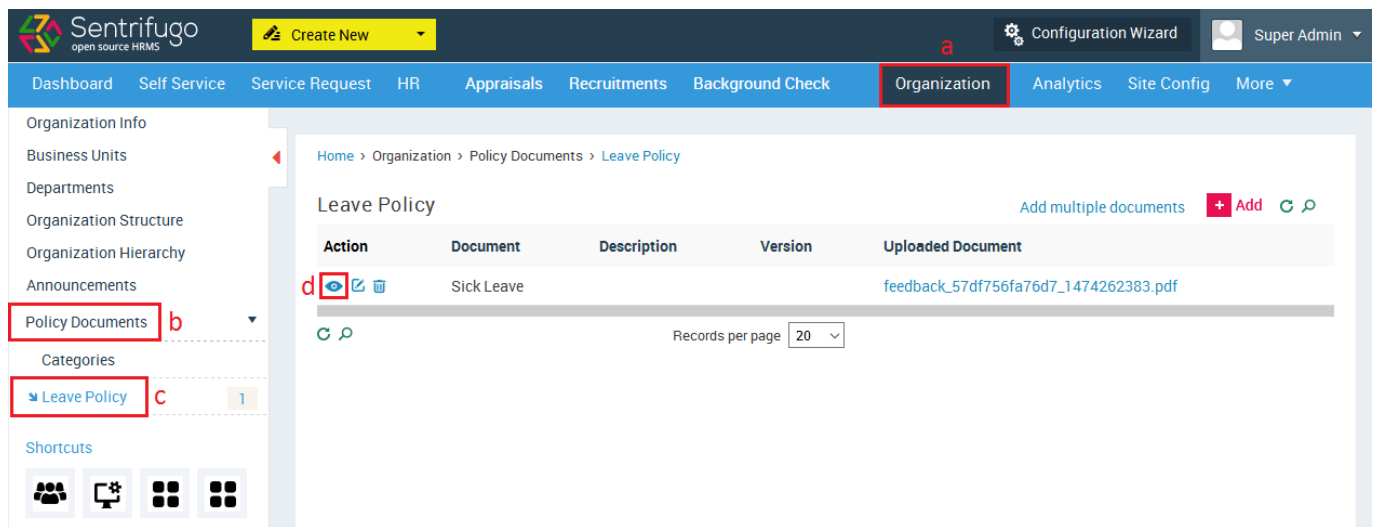 Sentrifugo
open source HRMS
Create New
a
Configuration Wizard
Super Admin
Dashboard Self Service Service Request HR Appraisals Recruitments Background Check Organization Analytics Site Config More
Organization Info
Business Units
Departments
Organization Structure
Organization Hierarchy
Announcements
Policy Documents b
Categories
Leave Policy c 1
Shortcuts
Home › Organization › Policy Documents › Leave Policy
Leave Policy
Add multiple documents + Add
Action Document Description Version Uploaded Document
d Sick Leave feedback_57df756fa76d7_1474262383.pdf
Records per page 20